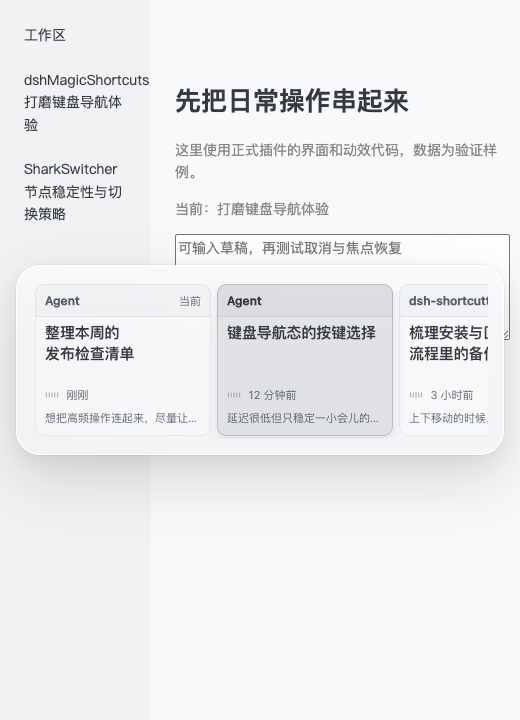 工作区
dshMagicShortcuts
打磨键盘导航体
验
SharkSwitcher
节点稳定性与切
换策略
先把日常操作串起来
这里使用正式插件的界面和动效代码，数据为验证样
例。
当前：打磨键盘导航体验
可输入草稿，再测试取消与焦点恢复
Agent 当前
整理本周的
发布检查清单
刚刚
想把高频操作连起来，尽量让...
Agent
键盘导航态的按键选择
12 分钟前
延迟很低但只稳定一小会儿的...
dsh-shortcut
梳理安装与
流程里的备
3 小时前
上下移动的时候